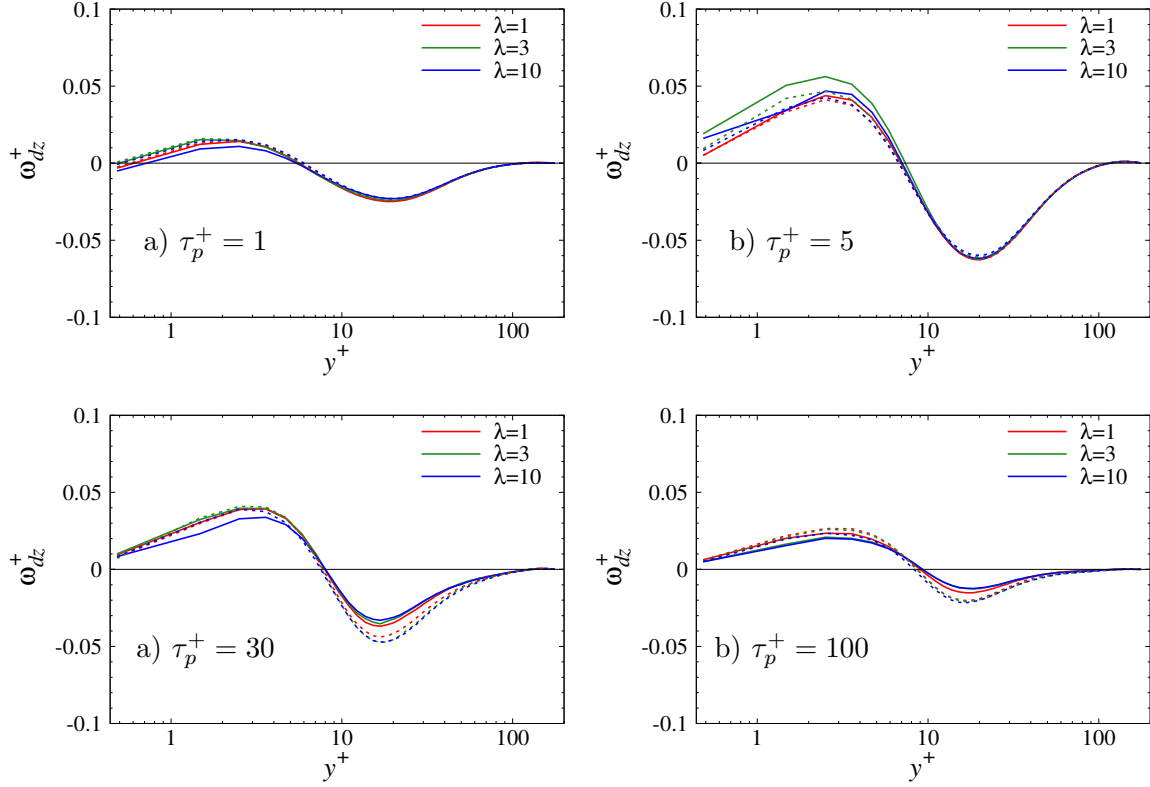 0.1
0.05
0
-0.05
-0.1
ω⁺dz
1
10
100
y⁺
λ=1
λ=3
λ=10
a) τₚ⁺ = 1
0.1
0.05
0
-0.05
-0.1
ω⁺dz
1
10
100
y⁺
λ=1
λ=3
λ=10
b) τₚ⁺ = 5
0.1
0.05
0
-0.05
-0.1
ω⁺dz
1
10
100
y⁺
λ=1
λ=3
λ=10
a) τₚ⁺ = 30
0.1
0.05
0
-0.05
-0.1
ω⁺dz
1
10
100
y⁺
λ=1
λ=3
λ=10
b) τₚ⁺ = 100